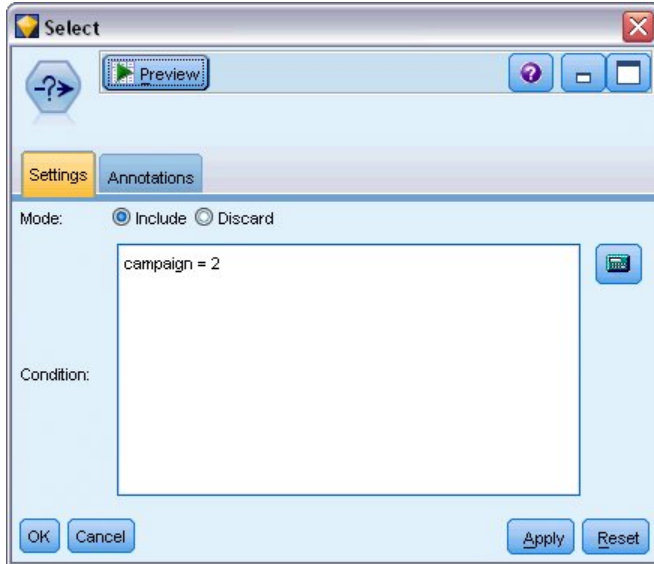 Select
Preview
Settings Annotations
Mode: Include Discard
campaign = 2
Condition:
OK Cancel Apply Reset